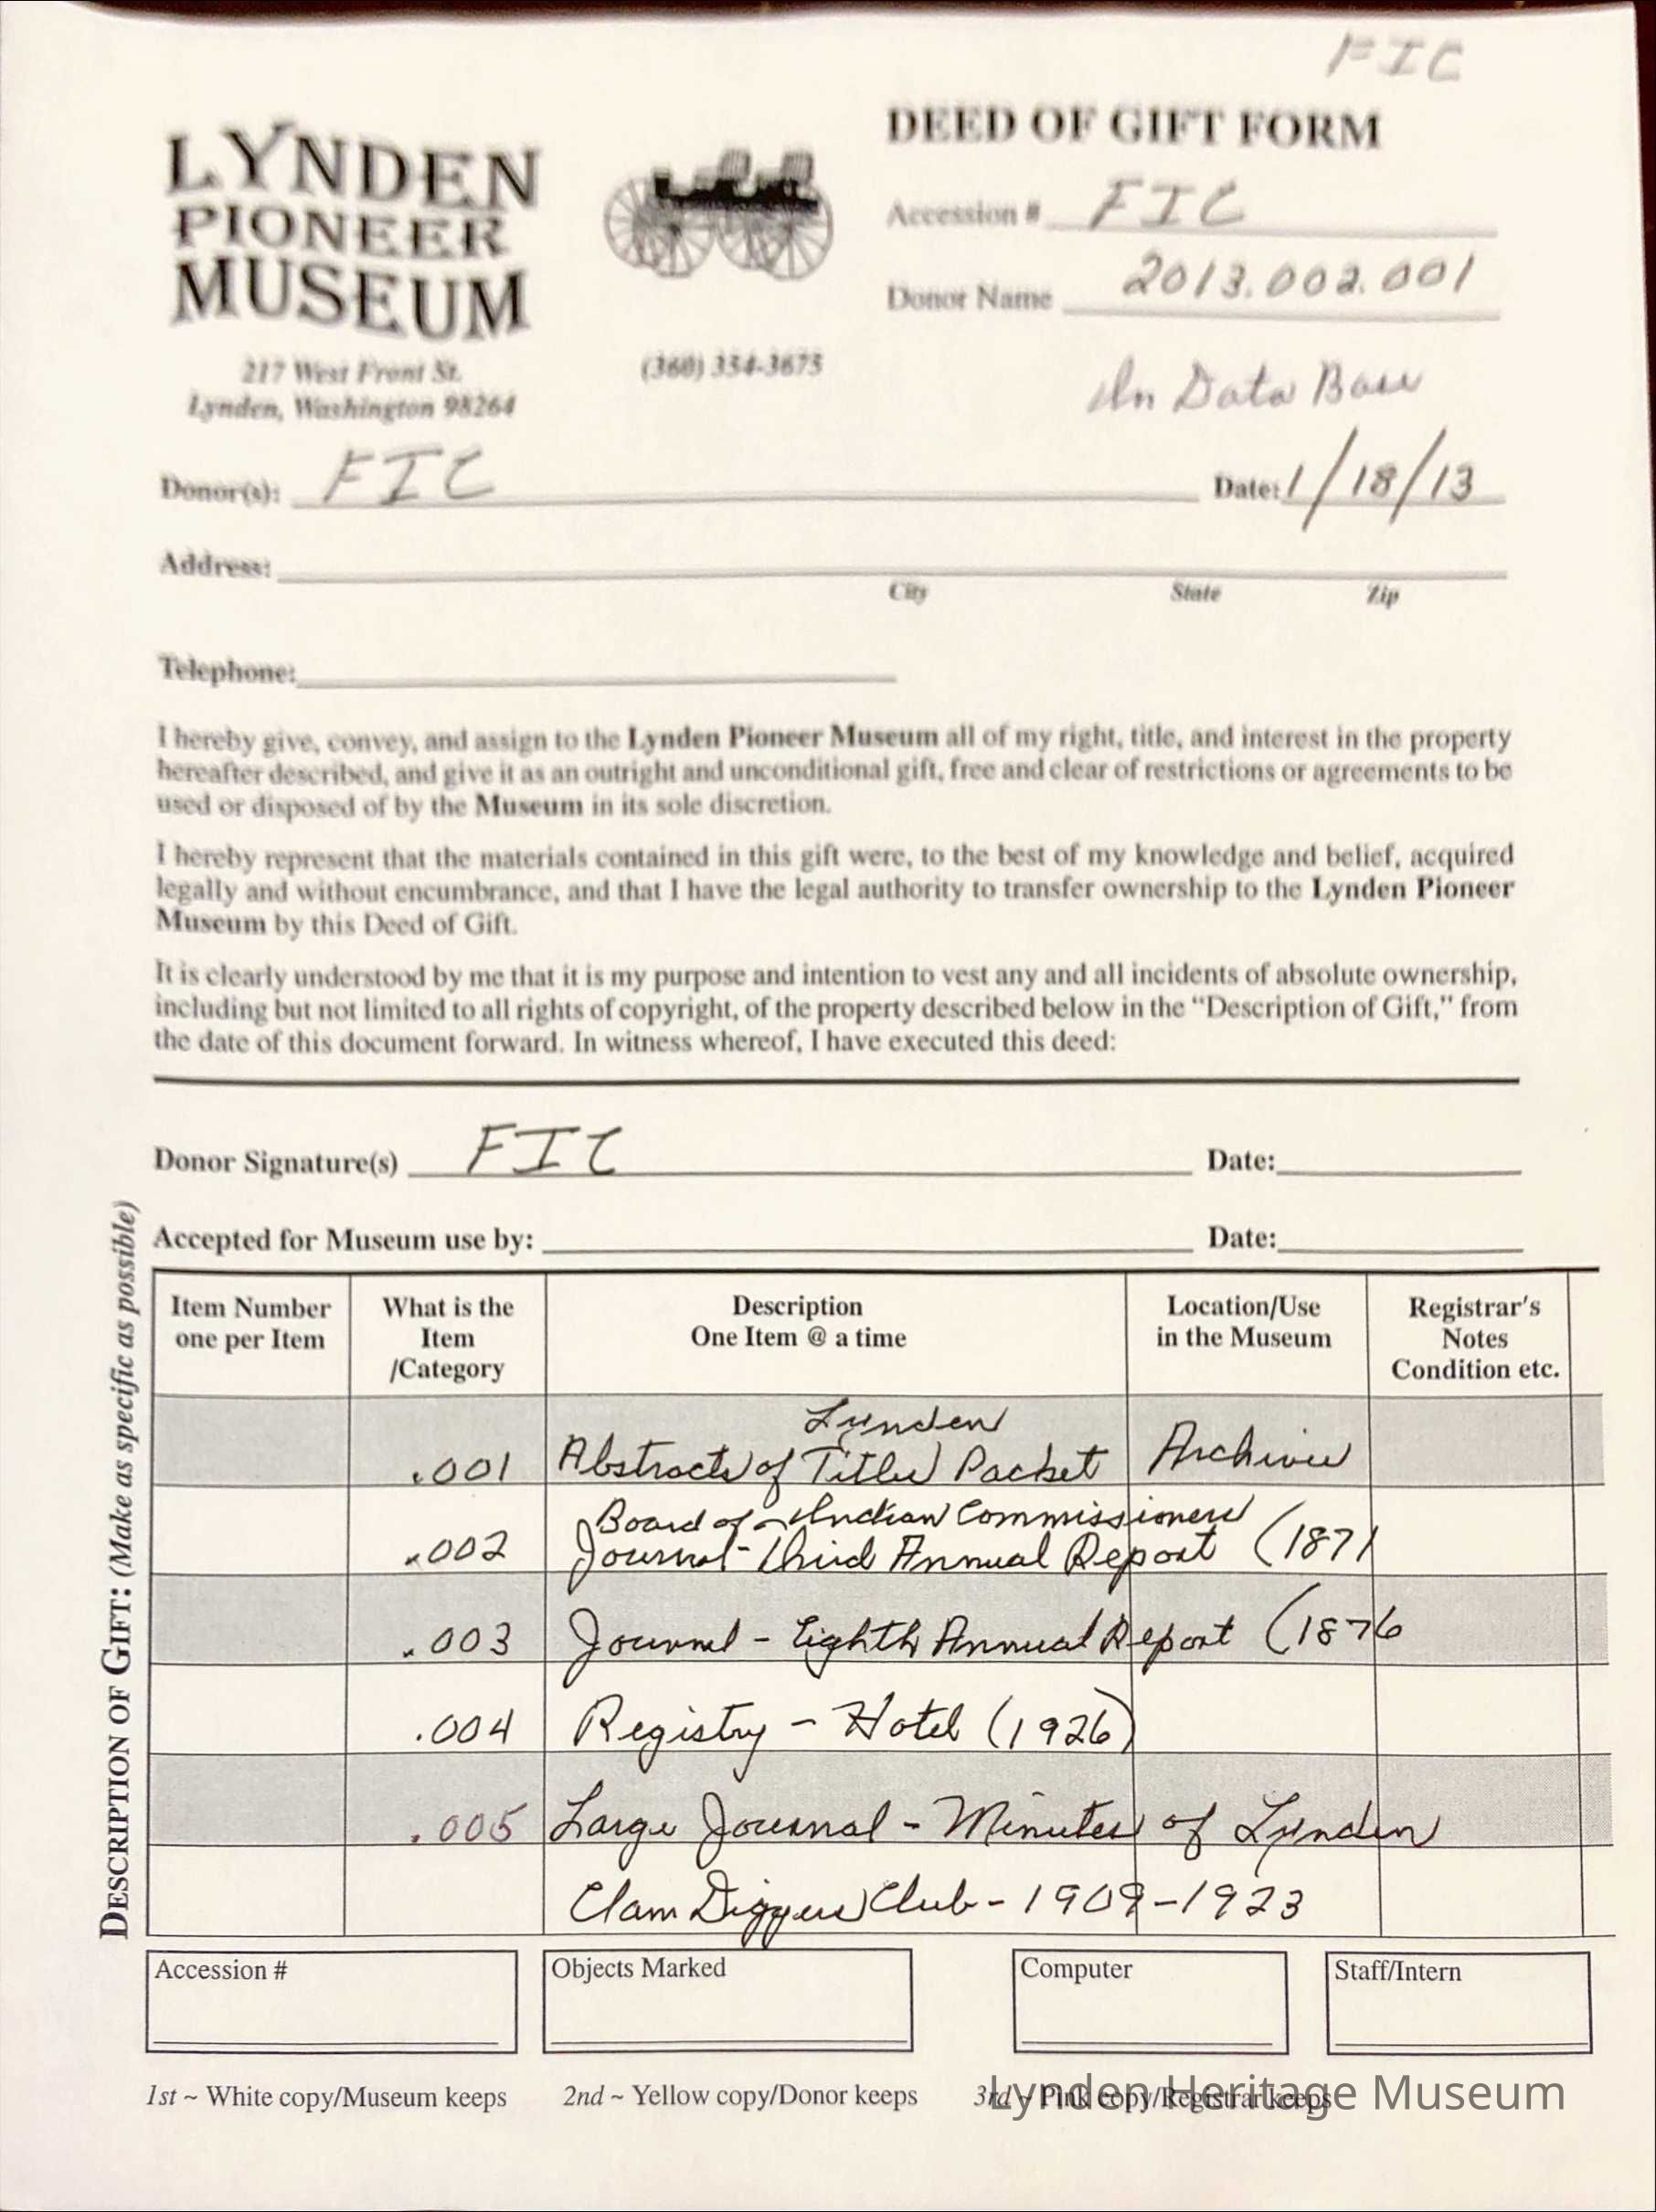 FIC
DEED OF GIFT FORM
LYNDEN
PIONEER
MUSEUM
217 West Front St.
Lynden, Washington 98264
(360) 354-3675
Accession # FIC
Donor Name 2013.002.001
In Data Base
Donor(s): FIC Date: 1/18/13
Address:
City State Zip
Telephone:
I hereby give, convey, and assign to the Lynden Pioneer Museum all of my right, title, and interest in the property
hereafter described, and give it as an outright and unconditional gift, free and clear of restrictions or agreements to be
used or disposed of by the Museum in its sole discretion.
I hereby represent that the materials contained in this gift were, to the best of my knowledge and belief, acquired
legally and without encumbrance, and that I have the legal authority to transfer ownership to the Lynden Pioneer
Museum by this Deed of Gift.
It is clearly understood by me that it is my purpose and intention to vest any and all incidents of absolute ownership,
including but not limited to all rights of copyright, of the property described below in the “Description of Gift,” from
the date of this document forward. In witness whereof, I have executed this deed:
Donor Signature(s) FIC Date:
Accepted for Museum use by: Date:
DESCRIPTION OF GIFT: (Make as specific as possible)
Item Number What is the Description Location/Use Registrar's
one per Item Item One Item @ a time in the Museum Notes
/Category Condition etc.
Lynden
.001 Abstracts of Titles Packet Archives
Board of Indian Commissioners
.002 Journal - Third Annual Report (1871
.003 Journal - Eighth Annual Report (1876
.004 Registry - Hotel (1926)
.005 Large Journal - Minutes of Lynden
Clam Diggers Club - 1909-1923
Accession # Objects Marked Computer Staff/Intern
1st ~ White copy/Museum keeps 2nd ~ Yellow copy/Donor keeps 3rd ~ Pink copy/Registrar keeps
Lynden Heritage Museum